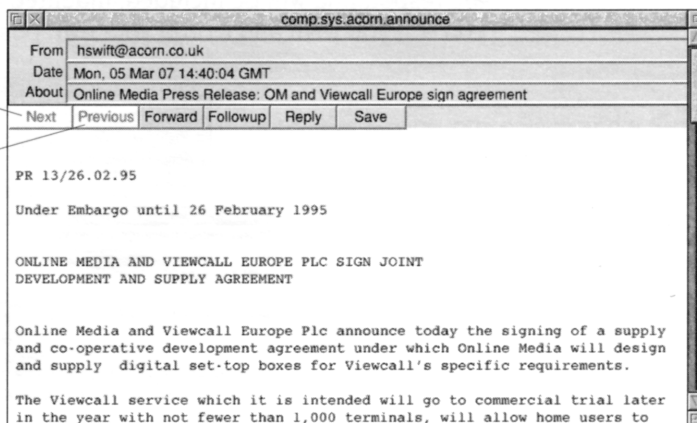 comp.sys.acorn.announce
From hswift@acorn.co.uk
Date Mon, 05 Mar 07 14:40:04 GMT
About Online Media Press Release: OM and Viewcall Europe sign agreement
Next Previous Forward Followup Reply Save
PR 13/26.02.95
Under Embargo until 26 February 1995
ONLINE MEDIA AND VIEWCALL EUROPE PLC SIGN JOINT
DEVELOPMENT AND SUPPLY AGREEMENT
Online Media and Viewcall Europe Plc announce today the signing of a supply
and co-operative development agreement under which Online Media will design
and supply digital set-top boxes for Viewcall's specific requirements.
The Viewcall service which it is intended will go to commercial trial later
in the year with not fewer than 1,000 terminals, will allow home users to